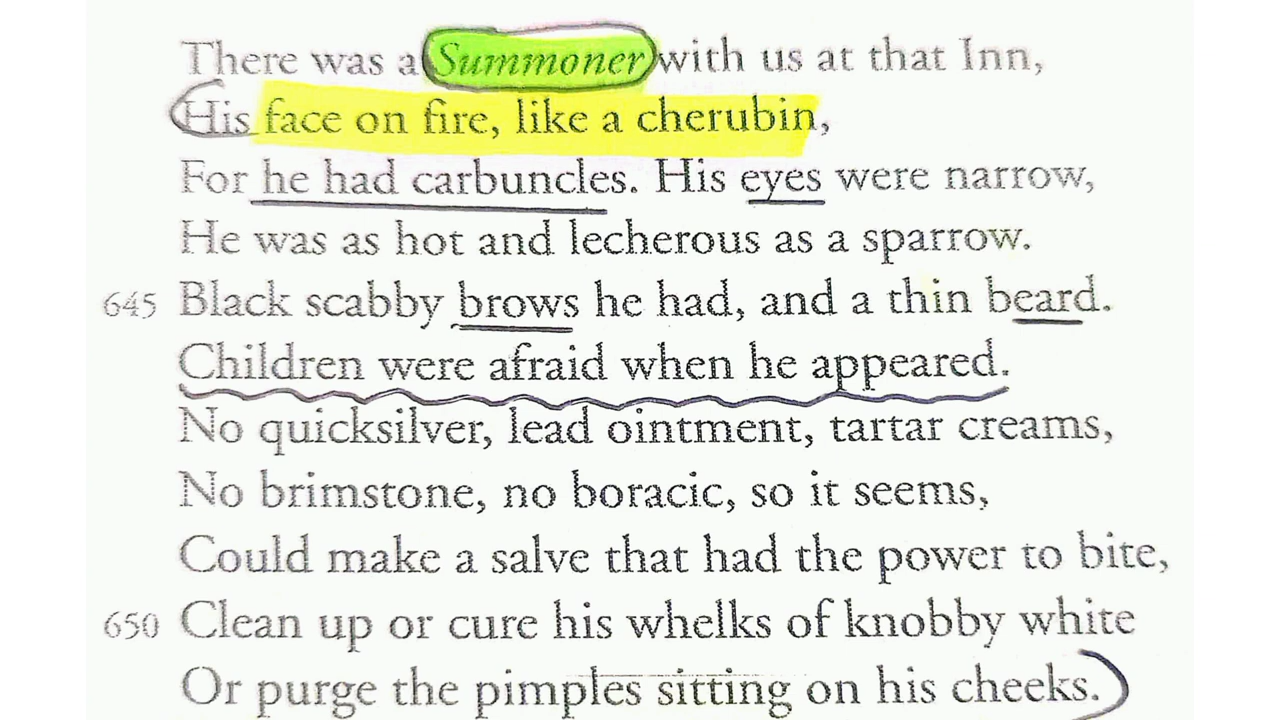 There was a Summoner with us at that Inn,
His face on fire, like a cherubin,
For he had carbuncles. His eyes were narrow,
He was as hot and lecherous as a sparrow.
645 Black scabby brows he had, and a thin beard.
Children were afraid when he appeared.
No quicksilver, lead ointment, tartar creams,
No brimstone, no boracic, so it seems,
Could make a salve that had the power to bite,
650 Clean up or cure his whelks of knobby white
Or purge the pimples sitting on his cheeks.)